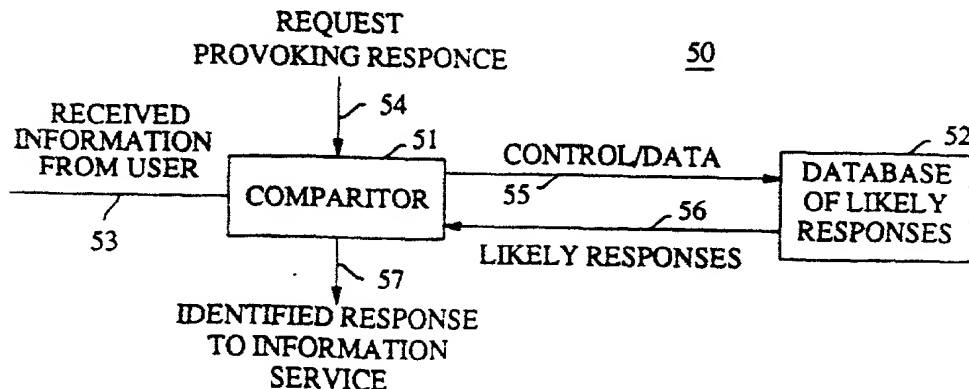 REQUEST
PROVOKING RESPONCE
50
54
RECEIVED
INFORMATION
FROM USER
53
51
COMPARITOR
CONTROL/DATA
55
56
LIKELY RESPONSES
52
DATABASE
OF LIKELY
RESPONSES
57
IDENTIFIED RESPONSE
TO INFORMATION
SERVICE